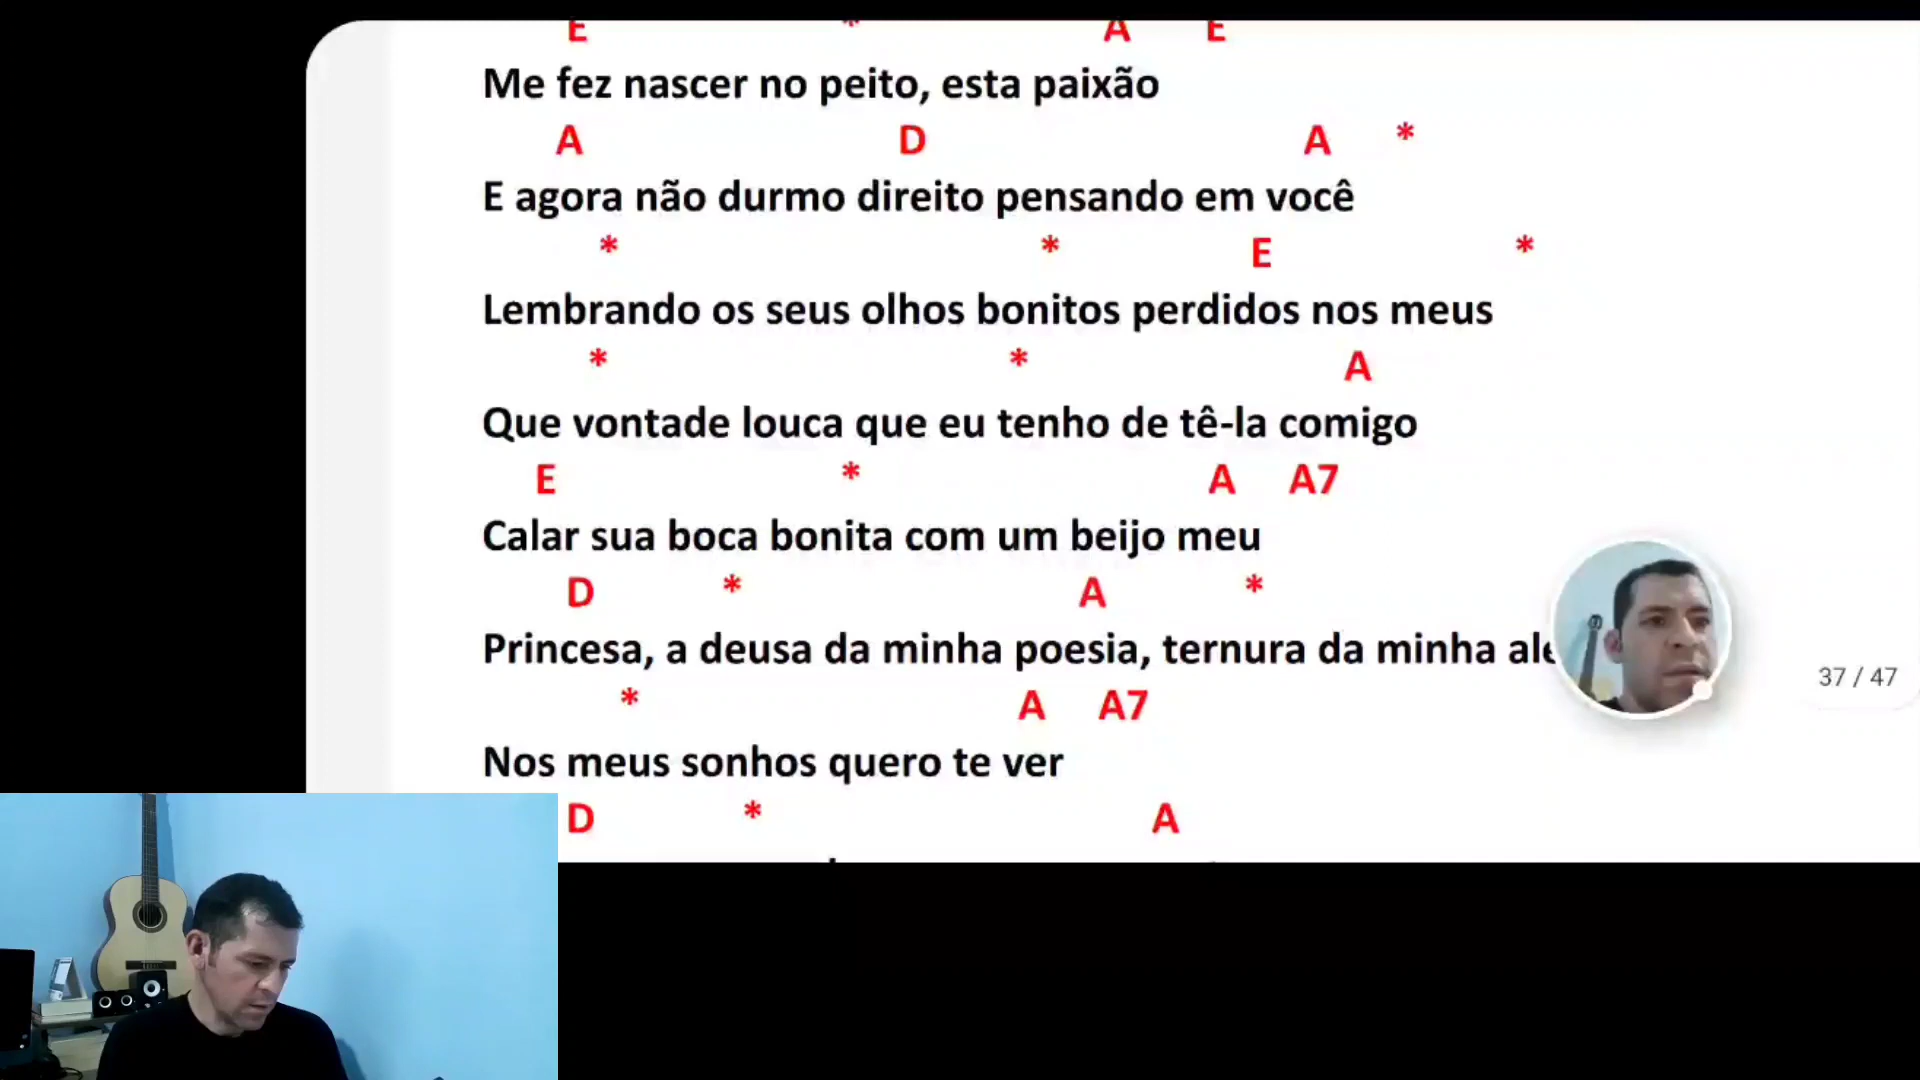 E * A E
Me fez nascer no peito, esta paixão
A D A *
E agora não durmo direito pensando em você
* * E *
Lembrando os seus olhos bonitos perdidos nos meus
* * A
Que vontade louca que eu tenho de tê-la comigo
E * A A7
Calar sua boca bonita com um beijo meu
D * A *
Princesa, a deusa da minha poesia, ternura da minha
* A A7
Nos meus sonhos quero te ver
D * A
37 / 47